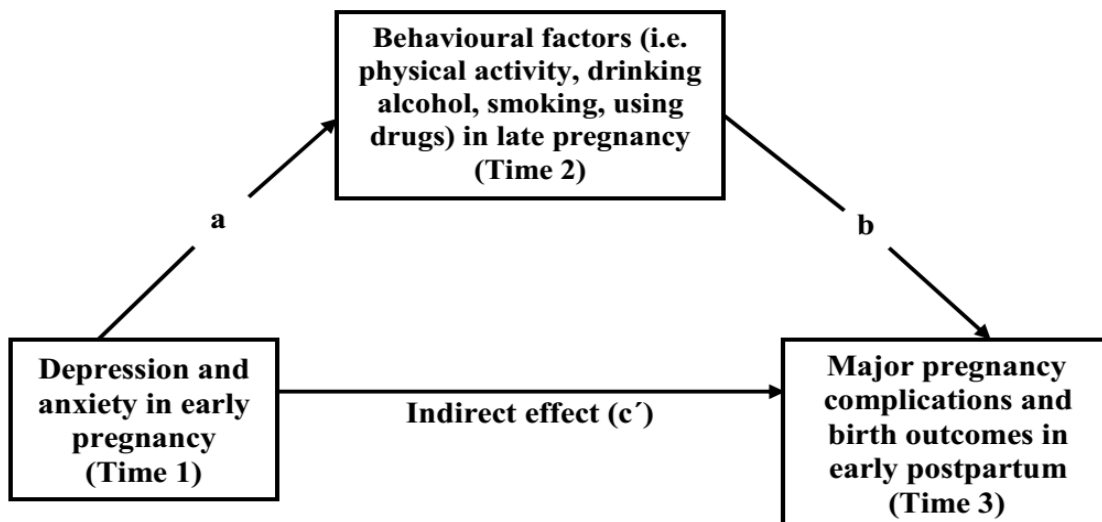 Behavioural factors (i.e.
physical activity, drinking
alcohol, smoking, using
drugs) in late pregnancy
(Time 2)
a
b
Depression and
anxiety in early
pregnancy
(Time 1)
Indirect effect (c´)
Major pregnancy
complications and
birth outcomes in
early postpartum
(Time 3)